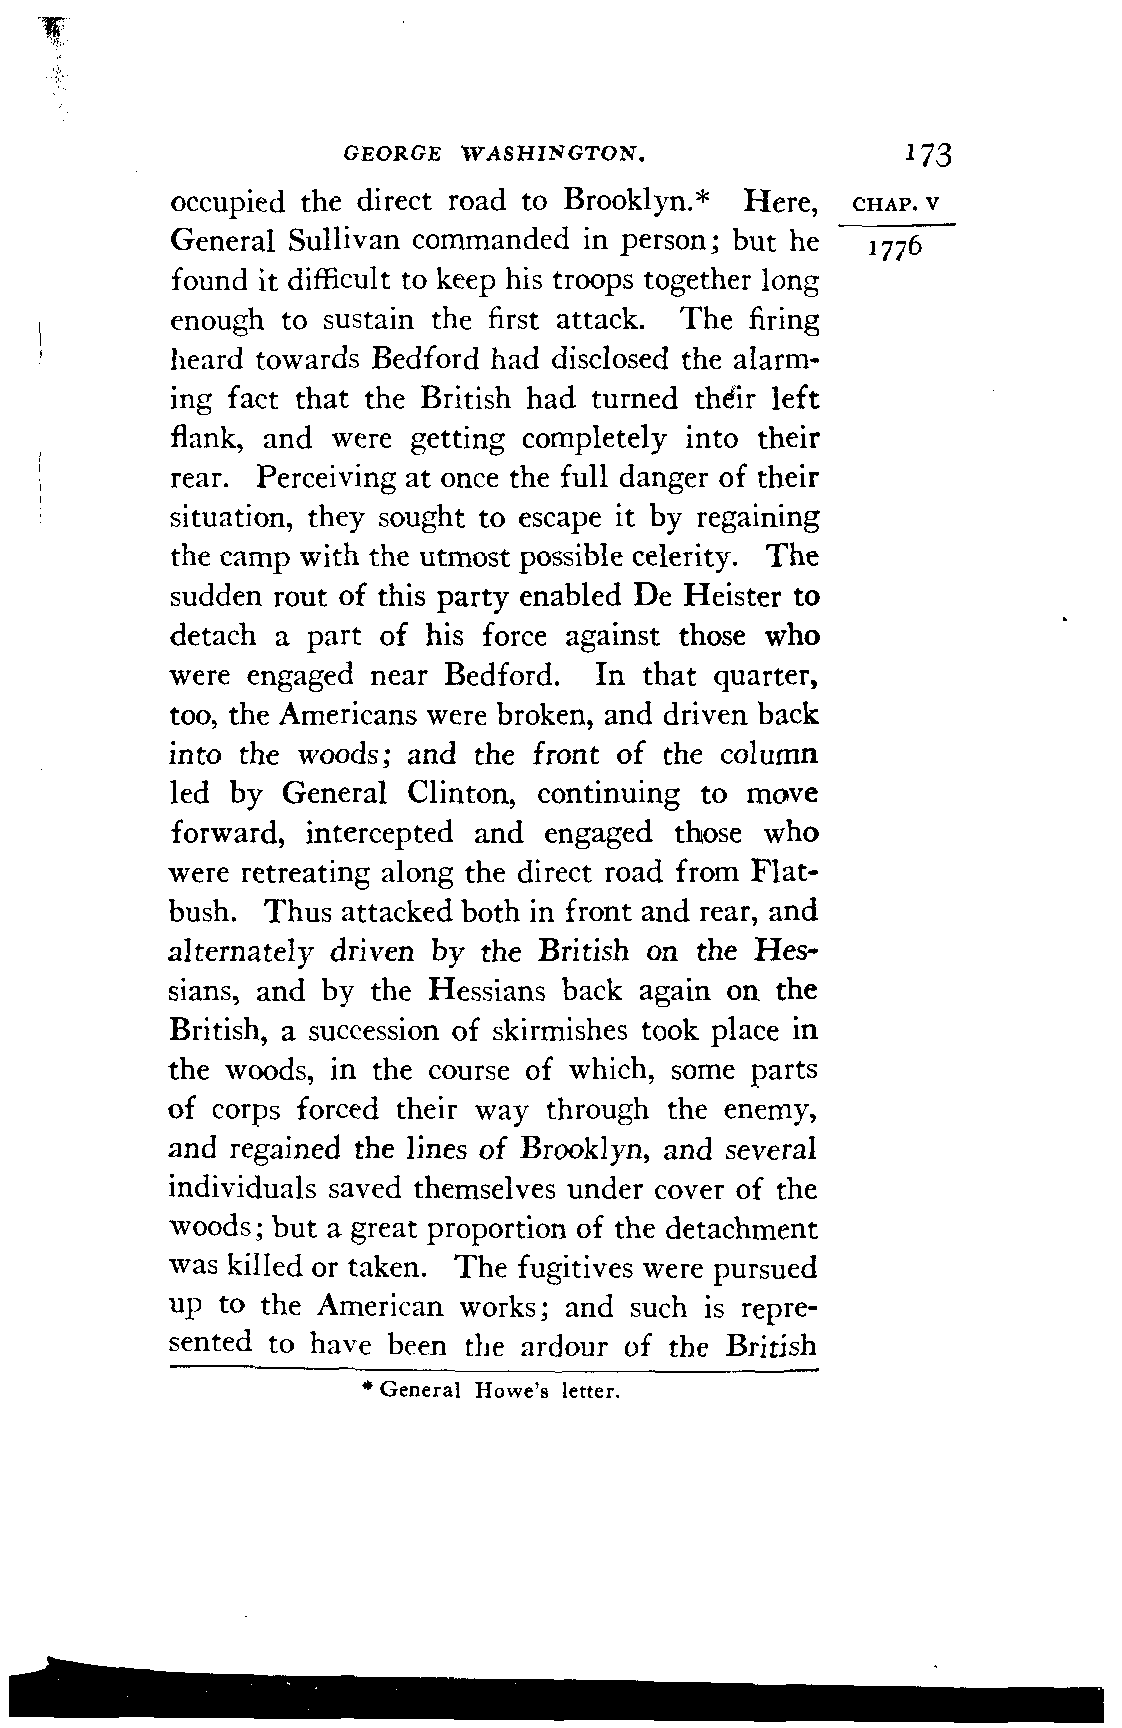 GEORGE WASHINGTON. 173
occupied the direct road to Brooklyn.* Here, CHAP. V
General Sullivan commanded in person; but he 1776
found it difficult to keep his troops together long
enough to sustain the first attack. The firing
heard towards Bedford had disclosed the alarm-
ing fact that the British had turned their left
flank, and were getting completely into their
rear. Perceiving at once the full danger of their
situation, they sought to escape it by regaining
the camp with the utmost possible celerity. The
sudden rout of this party enabled De Heister to
detach a part of his force against those who
were engaged near Bedford. In that quarter,
too, the Americans were broken, and driven back
into the woods; and the front of the column
led by General Clinton, continuing to move
forward, intercepted and engaged those who
were retreating along the direct road from Flat-
bush. Thus attacked both in front and rear, and
alternately driven by the British on the Hes-
sians, and by the Hessians back again on the
British, a succession of skirmishes took place in
the woods, in the course of which, some parts
of corps forced their way through the enemy,
and regained the lines of Brooklyn, and several
individuals saved themselves under cover of the
woods; but a great proportion of the detachment
was killed or taken. The fugitives were pursued
up to the American works; and such is repre-
sented to have been the ardour of the British
* General Howe's letter.